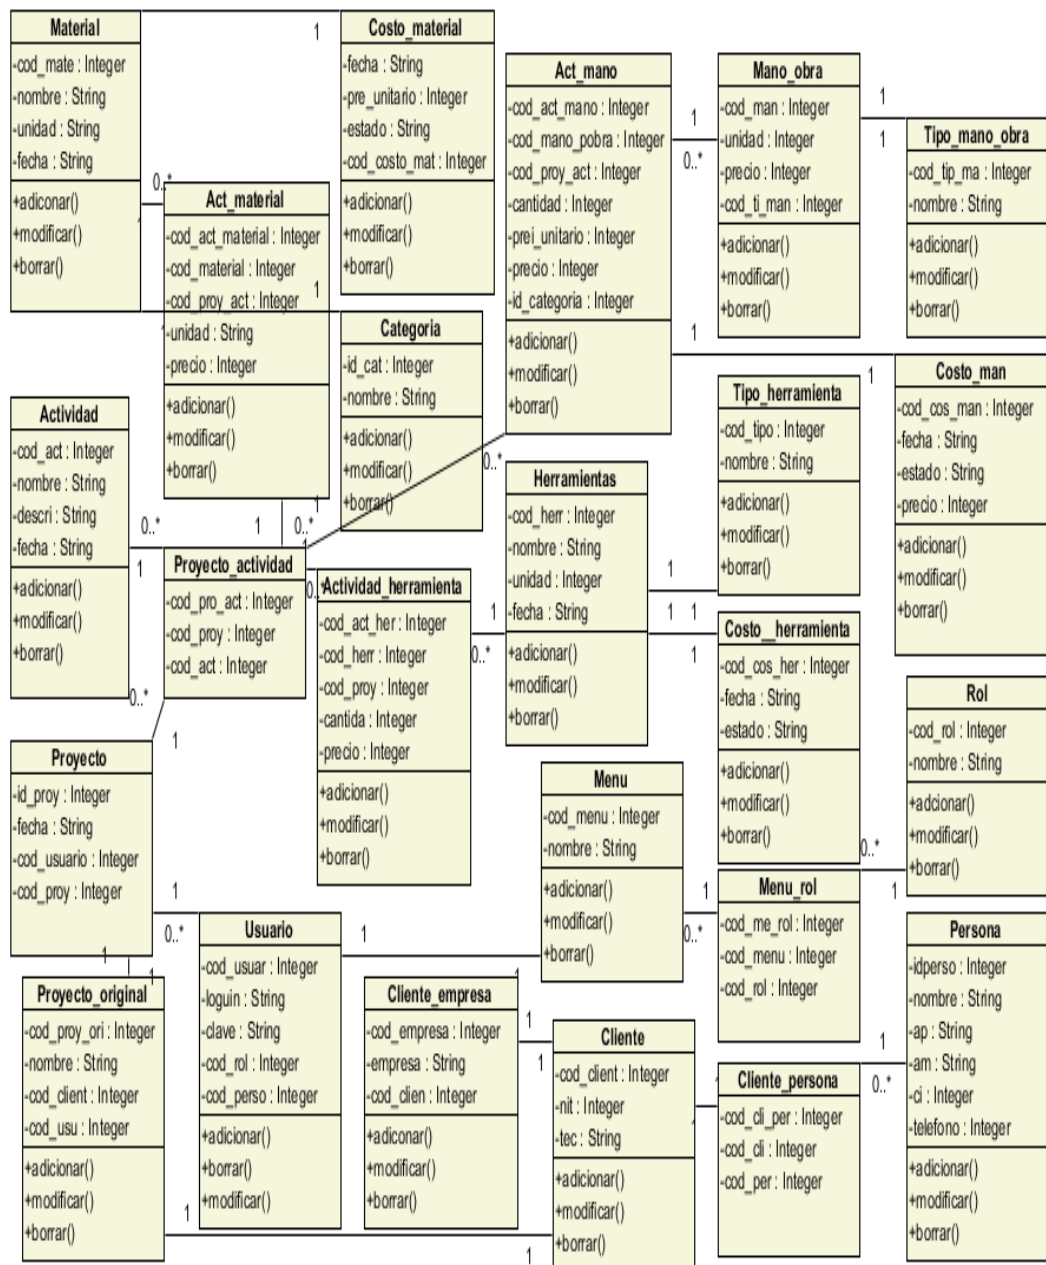 Material
-cod_mate : Integer
-nombre : String
-unidad : String
-fecha : String
+adiconar()
+modificar()
+borrar()
1
Costo_material
-fecha : String
-pre_unitario : Integer
-estado : String
-cod_costo_mat : Integer
+adicionar()
+modificar()
+borrar()
Act_mano
-cod_act_mano : Integer
-cod_mano_pobra : Integer
-cod_proy_act : Integer
-cantidad : Integer
-prei_unitario : Integer
-precio : Integer
-id_categoria : Integer
+adicionar()
+modificar()
+borrar()
1
0..*
Mano_obra
-cod_man : Integer
-unidad : Integer
-precio : Integer
-cod_ti_man : Integer
+adicionar()
+modificar()
+borrar()
1
1
Tipo_mano_obra
-cod_tip_ma : Integer
-nombre : String
+adicionar()
+modificar()
+borrar()
0..*
Act_material
-cod_act_material : Integer
-cod_material : Integer
-cod_proy_act : Integer
-unidad : String
-precio : Integer
+adicionar()
+modificar()
+borrar()
1
Categoria
-id_cat : Integer
-nombre : String
+adicionar()
+modificar()
+borrar()
1
1
Costo_man
-cod_cos_man : Integer
-fecha : String
-estado : String
-precio : Integer
+adicionar()
+modificar()
+borrar()
Tipo_herramienta
-cod_tipo : Integer
-nombre : String
+adicionar()
+modificar()
+borrar()
Actividad
-cod_act : Integer
-nombre : String
-descri : String
-fecha : String
+adicionar()
+modificar()
+borrar()
0..*
1
1
0..*
1
1
0..*
Herramientas
-cod_herr : Integer
-nombre : String
-unidad : Integer
-fecha : String
+adicionar()
+modificar()
+borrar()
1
1
1
1
Proyecto_actividad
-cod_pro_act : Integer
-cod_proy : Integer
-cod_act : Integer
0..*
Actividad_herramienta
-cod_act_her : Integer
-cod_herr : Integer
-cod_proy : Integer
-cantida : Integer
-precio : Integer
+adicionar()
+modificar()
+borrar()
1
0..*
Costo__herramienta
-cod_cos_her : Integer
-fecha : String
-estado : String
+adicionar()
+modificar()
+borrar()
Rol
-cod_rol : Integer
-nombre : String
+adcionar()
+modificar()
+borrar()
0..*
1
Proyecto
-id_proy : Integer
-fecha : String
-cod_usuario : Integer
-cod_proy : Integer
0..*
1
Menu
-cod_menu : Integer
-nombre : String
+adicionar()
+modificar()
+borrar()
1
0..*
Menu_rol
-cod_me_rol : Integer
-cod_menu : Integer
-cod_rol : Integer
1
0..*
Usuario
-cod_usuar : Integer
-loguin : String
-clave : String
-cod_rol : Integer
-cod_perso : Integer
+adicionar()
+borrar()
+modificar()
1
1
Persona
-idperso : Integer
-nombre : String
-ap : String
-am : String
-ci : Integer
-telefono : Integer
+adicionar()
+modificar()
+borrar()
1
1
Proyecto_original
-cod_proy_ori : Integer
-nombre : String
-cod_client : Integer
-cod_usu : Integer
+adicionar()
+modificar()
+borrar()
Cliente_empresa
-cod_empresa : Integer
-empresa : String
-cod_clien : Integer
+adiconar()
+modificar()
+borrar()
1
1
Cliente
-cod_client : Integer
-nit : Integer
-tec : String
+adicionar()
+modificar()
+borrar()
Cliente_persona
-cod_cli_per : Integer
-cod_cli : Integer
-cod_per : Integer
1
0..*
1
1